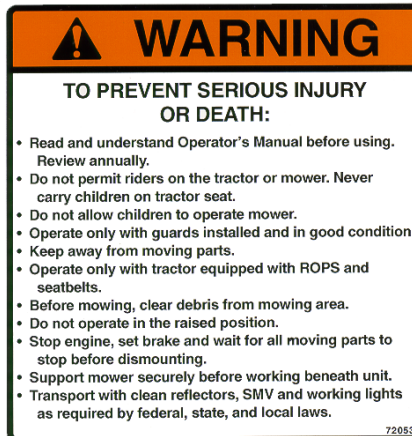 WARNING
TO PREVENT SERIOUS INJURY
OR DEATH:
• Read and understand Operator's Manual before using.
Review annually.
• Do not permit riders on the tractor or mower. Never
carry children on tractor seat.
• Do not allow children to operate mower.
• Operate only with guards installed and in good condition
• Keep away from moving parts.
• Operate only with tractor equipped with ROPS and
seatbelts.
• Before mowing, clear debris from mowing area.
• Do not operate in the raised position.
• Stop engine, set brake and wait for all moving parts to
stop before dismounting.
• Support mower securely before working beneath unit.
• Transport with clean reflectors, SMV and working lights
as required by federal, state, and local laws.
72053